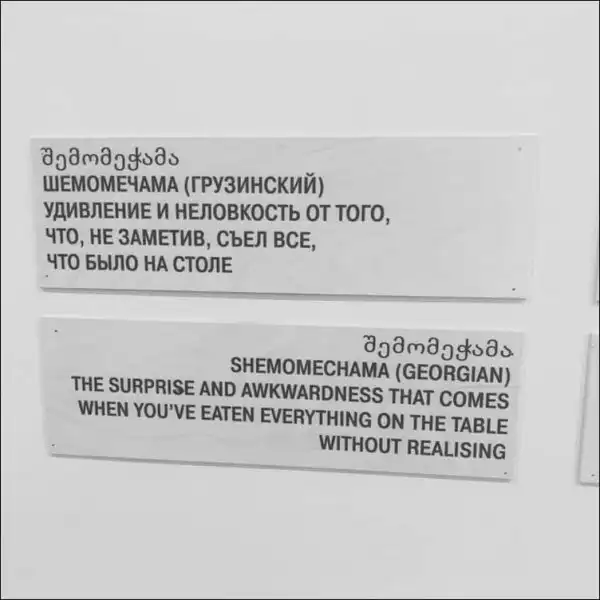 შემომეჭამა
ШЕМОМЕЧАМА (ГРУЗИНСКИЙ)
УДИВЛЕНИЕ И НЕЛОВКОСТЬ ОТ ТОГО,
ЧТО, НЕ ЗАМЕТИВ, СЪЕЛ ВСЕ,
ЧТО БЫЛО НА СТОЛЕ
შემომეჭამა
SHEMOMECHAMA (GEORGIAN)
THE SURPRISE AND AWKWARDNESS THAT COMES
WHEN YOU'VE EATEN EVERYTHING ON THE TABLE
WITHOUT REALISING